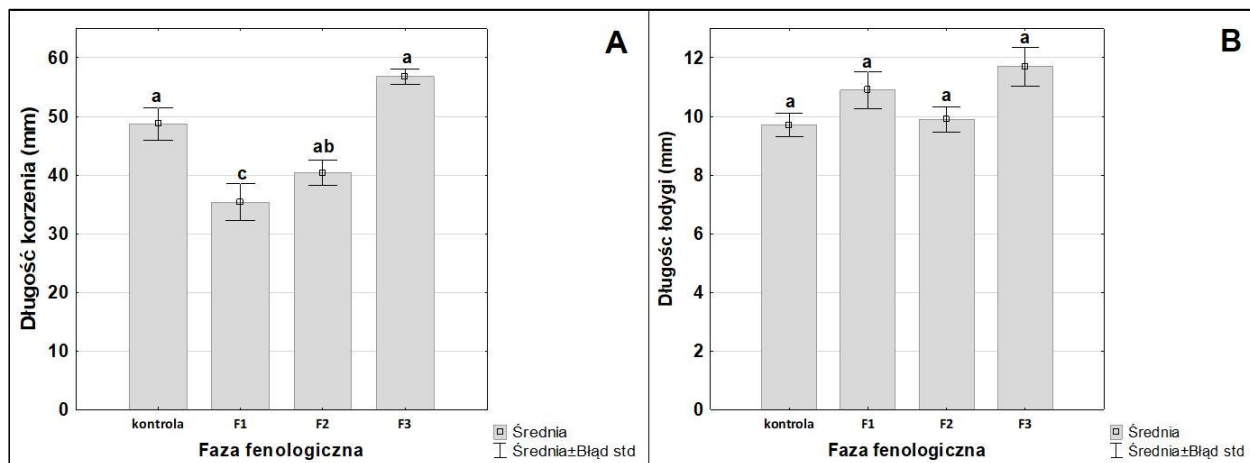 A
Długość korzenia (mm)
60
50
40
30
20
10
0
a
c
ab
a
kontrola F1 F2 F3
Faza fenologiczna
Średnia
Średnia±Błąd std
B
Długość łodygi (mm)
12
10
8
6
4
2
0
a
a
a
a
kontrola F1 F2 F3
Faza fenologiczna
Średnia
Średnia±Błąd std